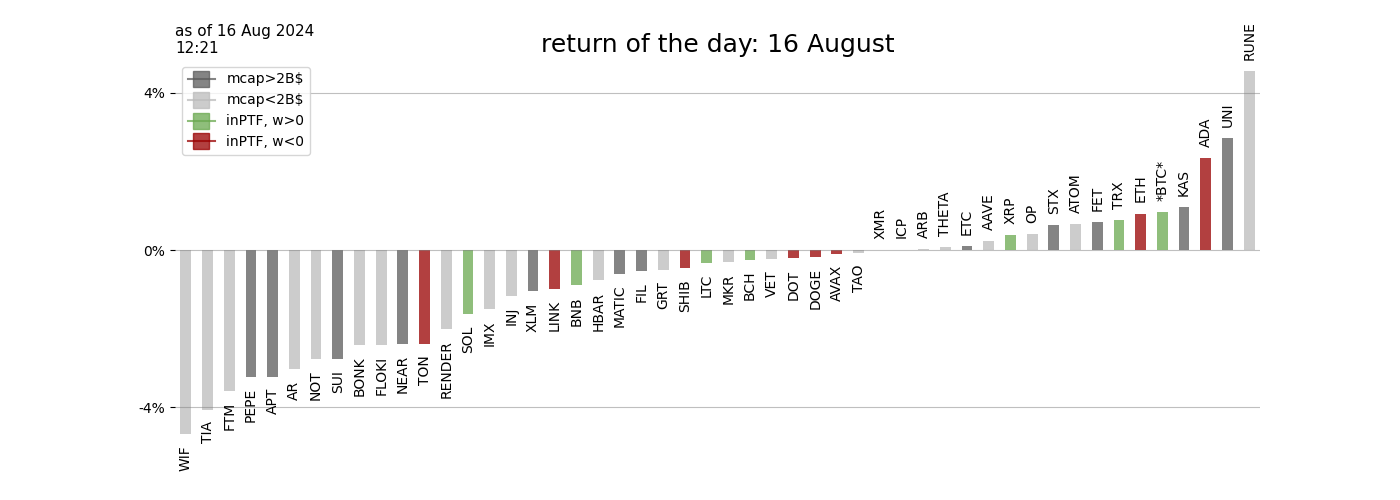 as of 16 Aug 2024
12:21
return of the day: 16 August
mcap>2B$
mcap<2B$
inPTF, w>0
inPTF, w<0
4%
0%
-4%
WIF
TIA
FTM
PEPE
APT
AR
NOT
SUI
BONK
FLOKI
NEAR
TON
RENDER
SOL
IMX
INJ
XLM
LINK
BNB
HBAR
MATIC
FIL
GRT
SHIB
LTC
MKR
BCH
VET
DOT
DOGE
AVAX
TAO
XMR
ICP
ARB
THETA
ETC
AAVE
XRP
OP
STX
ATOM
FET
TRX
ETH
*BTC*
KAS
ADA
UNI
RUNE